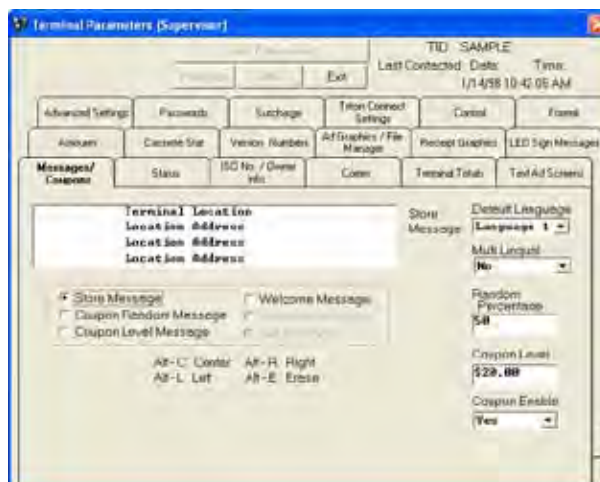 Terminal Parameters (Supervisor)
TID SAMPLE
Last Contacted Date: Time:
Exit
1/14/98 10:42:05 AM
Advanced Settings Passwords Surcharge Triton Connect Settings Control Format
Amounts Cassette Stat Version Numbers Ad Graphics / File Manager Receipt Graphics LED Sign Messages
Messages/ Coupons Status ISO No. / Owner Info. Comm Terminal Totals Text Ad Screens
Terminal Location
Location Address
Location Address
Location Address
Store Message
Default Language
Language 1
Multi Lingual
No
Store Message Welcome Message
Coupon Random Message
Coupon Level Message
Random Percentage
50
Alt-C Center Alt-R Right
Alt-L Left Alt-E Erase
Coupon Level
$20.00
Coupon Enable
Yes